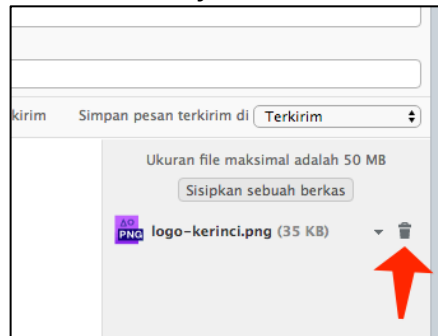 kirim Simpan pesan terkirim di Terkirim
Ukuran file maksimal adalah 50 MB
Sisipkan sebuah berkas
PNG logo-kerinci.png (35 KB)